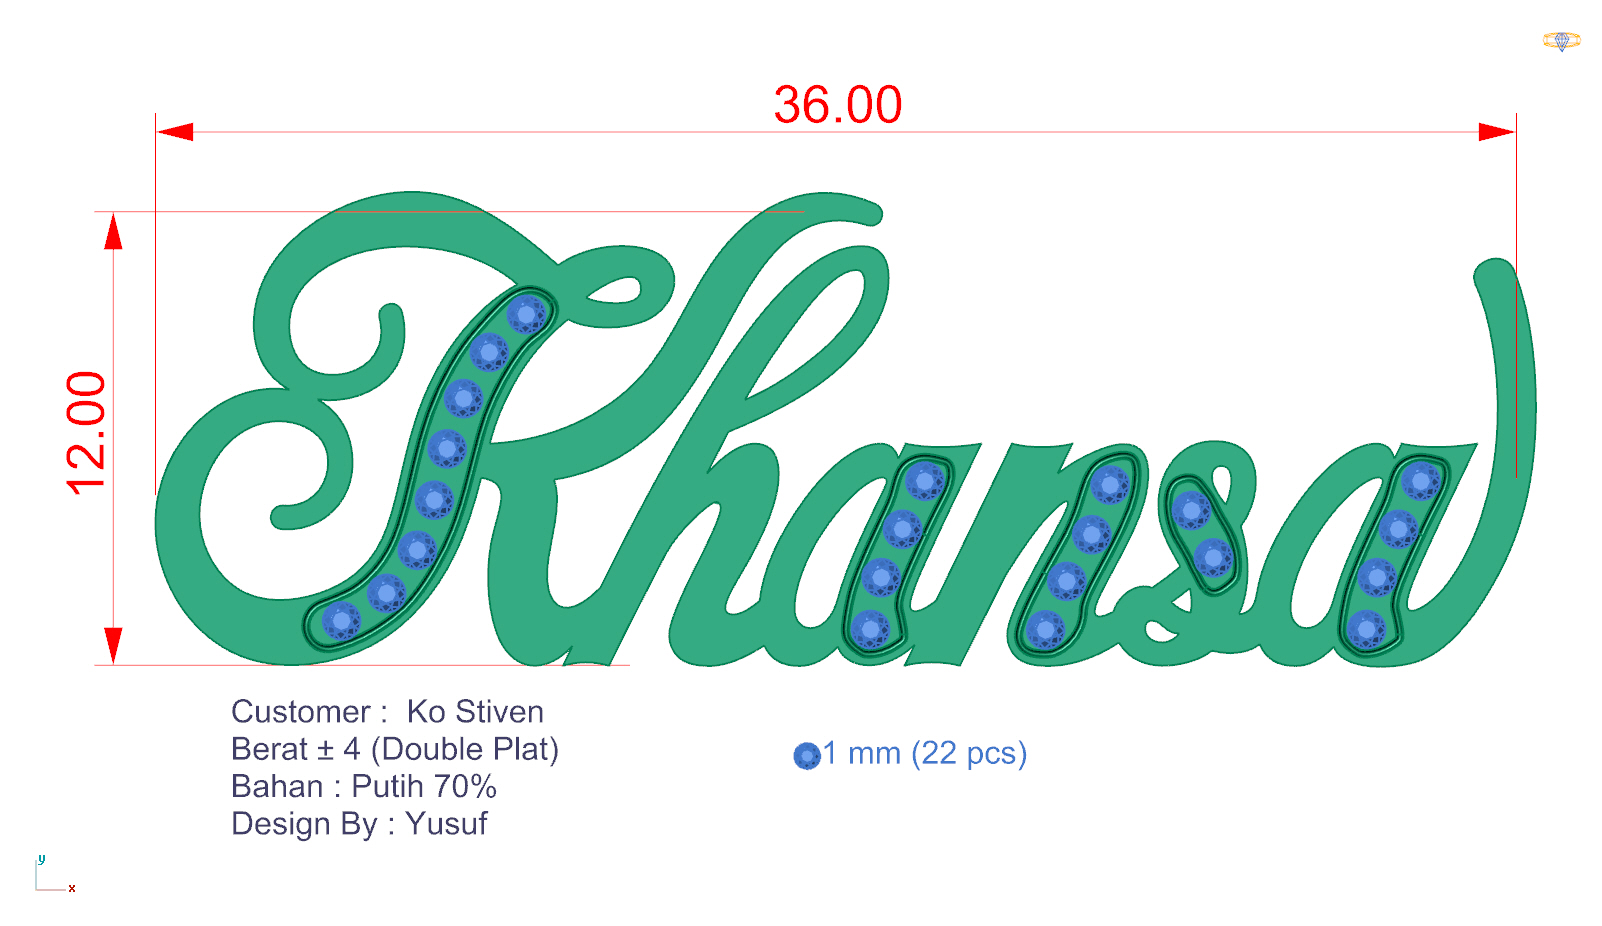 36.00
12.00
Khansa
Customer : Ko Stiven
Berat ± 4 (Double Plat)
Bahan : Putih 70%
Design By : Yusuf
1 mm (22 pcs)
y
x